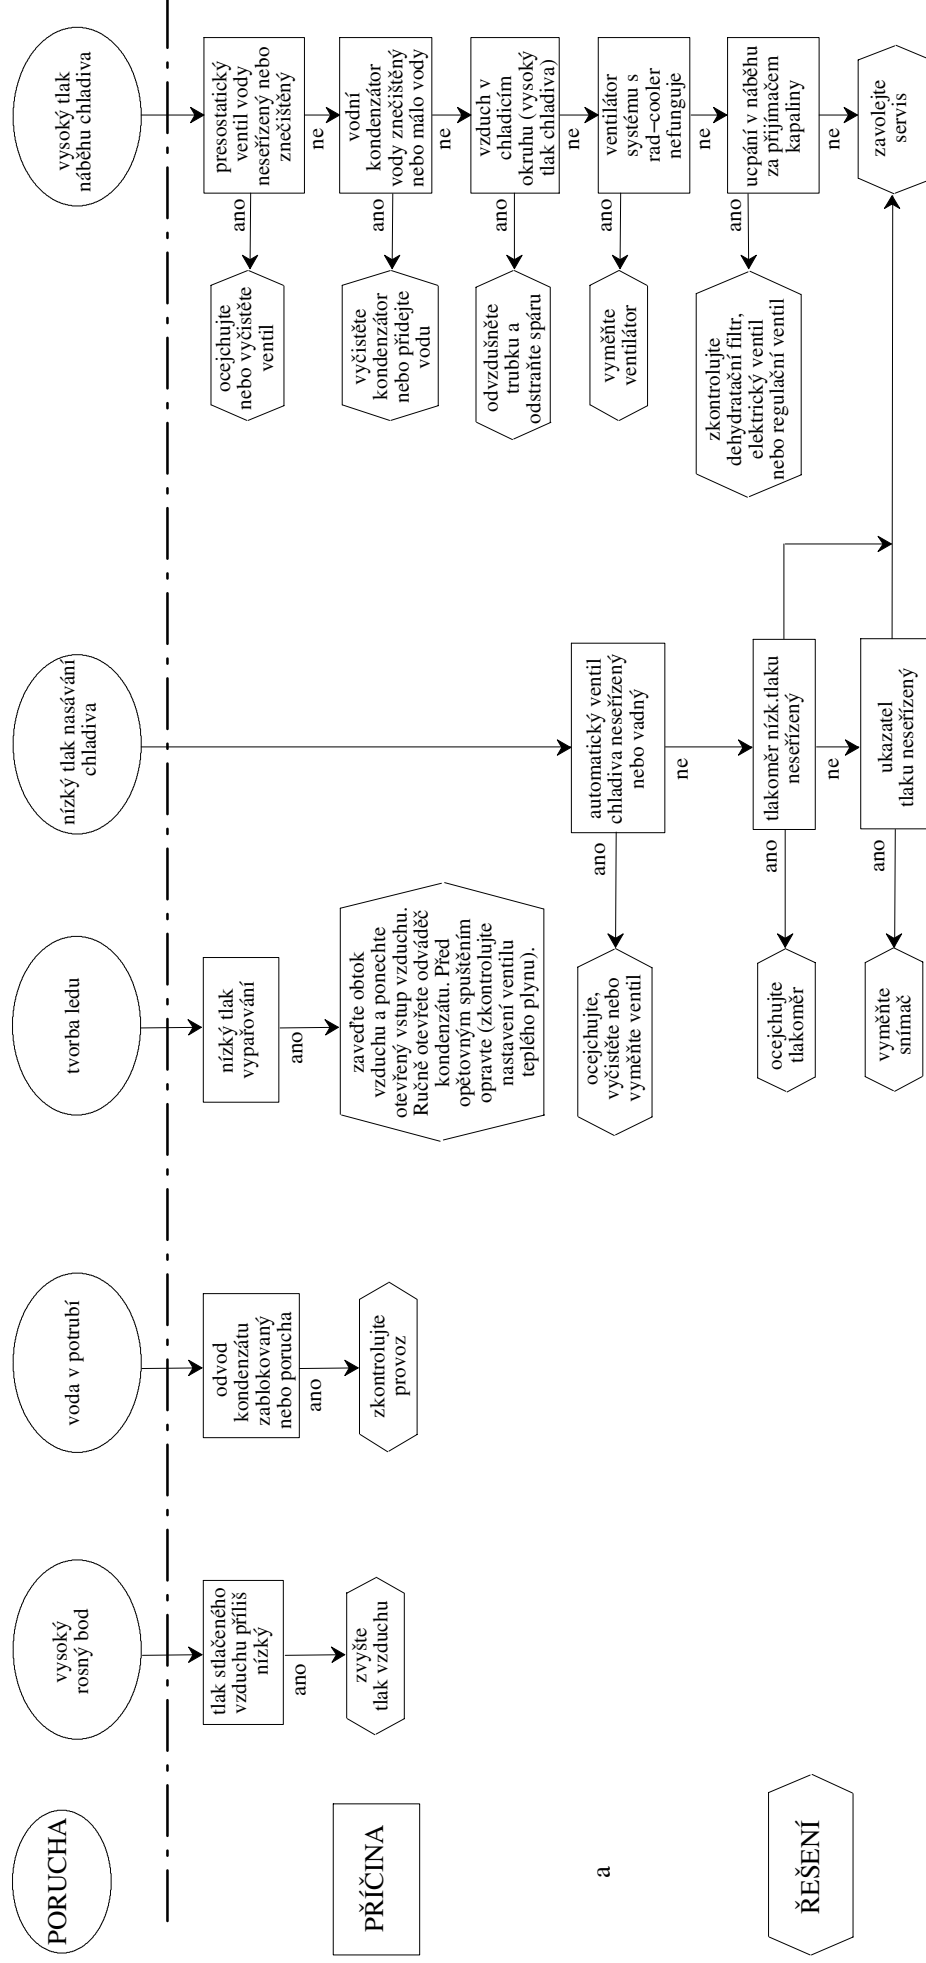 PORUCHA
PŘÍČINA
a
ŘEŠENÍ
vysoký
rosný bod
tlak stlačeného
vzduchu příliš
nízký
ano
zvyšte
tlak vzduchu
voda v potrubí
odvod
kondenzátu
zablokovaný
nebo porucha
ano
zkontrolujte
provoz
tvorba ledu
nízký tlak
vypařování
ano
zaveďte obtok
vzduchu a ponechte
otevřený vstup vzduchu.
Ručně otevřete odváděč
kondenzátu. Před
opětovným spuštěním
opravte (zkontrolujte
nastavení ventilu
teplého plynu).
nízký tlak nasávání
chladiva
automatický ventil
chladiva neseřízený
nebo vadný
ano
ocejchujte,
vyčistěte nebo
vyměňte ventil
ne
tlakoměr nízk.tlaku
neseřízený
ano
ocejchujte
tlakoměr
ne
ukazatel
tlaku neseřízený
ano
vyměňte
snímač
vysoký tlak
náběhu chladiva
presostatický
ventil vody
neseřízený nebo
znečištěný
ano
ocejchujte
nebo vyčistěte
ventil
ne
vodní
kondenzátor
vody znečištěný
nebo málo vody
ano
vyčistěte
kondenzátor
nebo přidejte
vodu
ne
vzduch v
chladicím
okruhu (vysoký
tlak chladiva)
ano
odvzdušněte
trubku a
odstraňte spáru
ne
ventilátor
systému s
rad–cooler
nefunguje
ano
vyměňte
ventilátor
ne
ucpání v náběhu
za přijímačem
kapaliny
ano
zkontrolujte
dehydratační filtr,
elektrický ventil
nebo regulační ventil
ne
zavolejte
servis